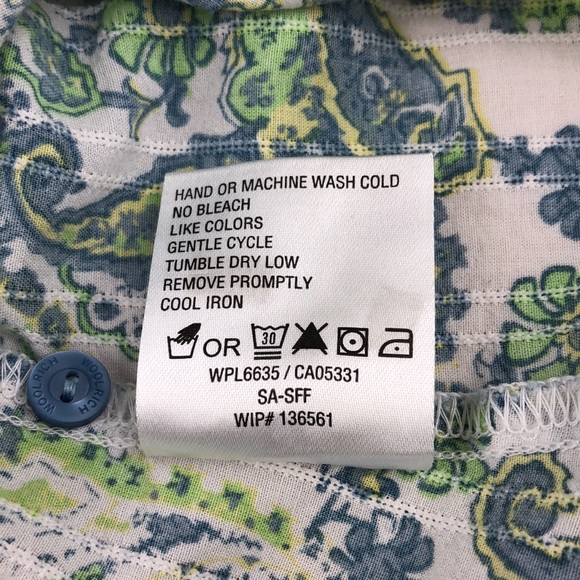 HAND OR MACHINE WASH COLD
NO BLEACH
LIKE COLORS
GENTLE CYCLE
TUMBLE DRY LOW
REMOVE PROMPTLY
COOL IRON
OR 30
WPL6635 / CA05331
SA-SFF
WIP# 136561
WOOLRICH WOOLRICH